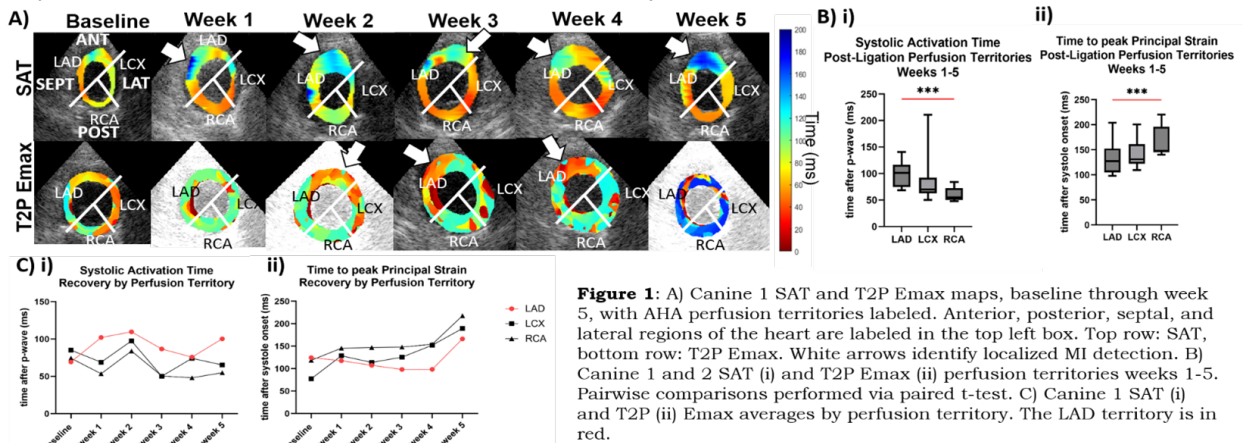 Baseline Week 1 Week 2 Week 3 Week 4 Week 5
A)
SAT
ANT
LAD LCX
SEPT LAT
RCA
POST
LAD
LCX
RCA
LAD
LCX
RCA
LAD
LCX
RCA
LAD
LCX
RCA
LAD
LCX
RCA
T2P Emax
LAD
LCX
RCA
LAD
LCX
RCA
LAD
LCX
RCA
LAD
LCX
RCA
LAD
LCX
RCA
LAD
LCX
RCA
Time (ms)
200
180
160
140
120
100
80
60
40
20
0
B) i)
Systolic Activation Time
Post-Ligation Perfusion Territories
Weeks 1-5
time after p-wave (ms)
250
200
150
100
50
0
***
LAD LCX RCA
ii)
Time to peak Principal Strain
Post-Ligation Perfusion Territories
Weeks 1-5
time after systole onset (ms)
250
200
150
100
50
0
***
LAD LCX RCA
C) i)
Systolic Activation Time
Recovery by Perfusion Territory
time after p-wave (ms)
150
100
50
0
baseline week 1 week 2 week 3 week 4 week 5
ii)
Time to peak Principal Strain
Recovery by Perfusion Territory
time after systole onset (ms)
250
200
150
100
50
0
Baseline week 1 week 2 week 3 week 4 week 5
LAD
LCX
RCA
Figure 1: A) Canine 1 SAT and T2P Emax maps, baseline through week
5, with AHA perfusion territories labeled. Anterior, posterior, septal, and
lateral regions of the heart are labeled in the top left box. Top row: SAT,
bottom row: T2P Emax. White arrows identify localized MI detection. B)
Canine 1 and 2 SAT (i) and T2P Emax (ii) perfusion territories weeks 1-5.
Pairwise comparisons performed via paired t-test. C) Canine 1 SAT (i)
and T2P (ii) Emax averages by perfusion territory. The LAD territory is in
red.